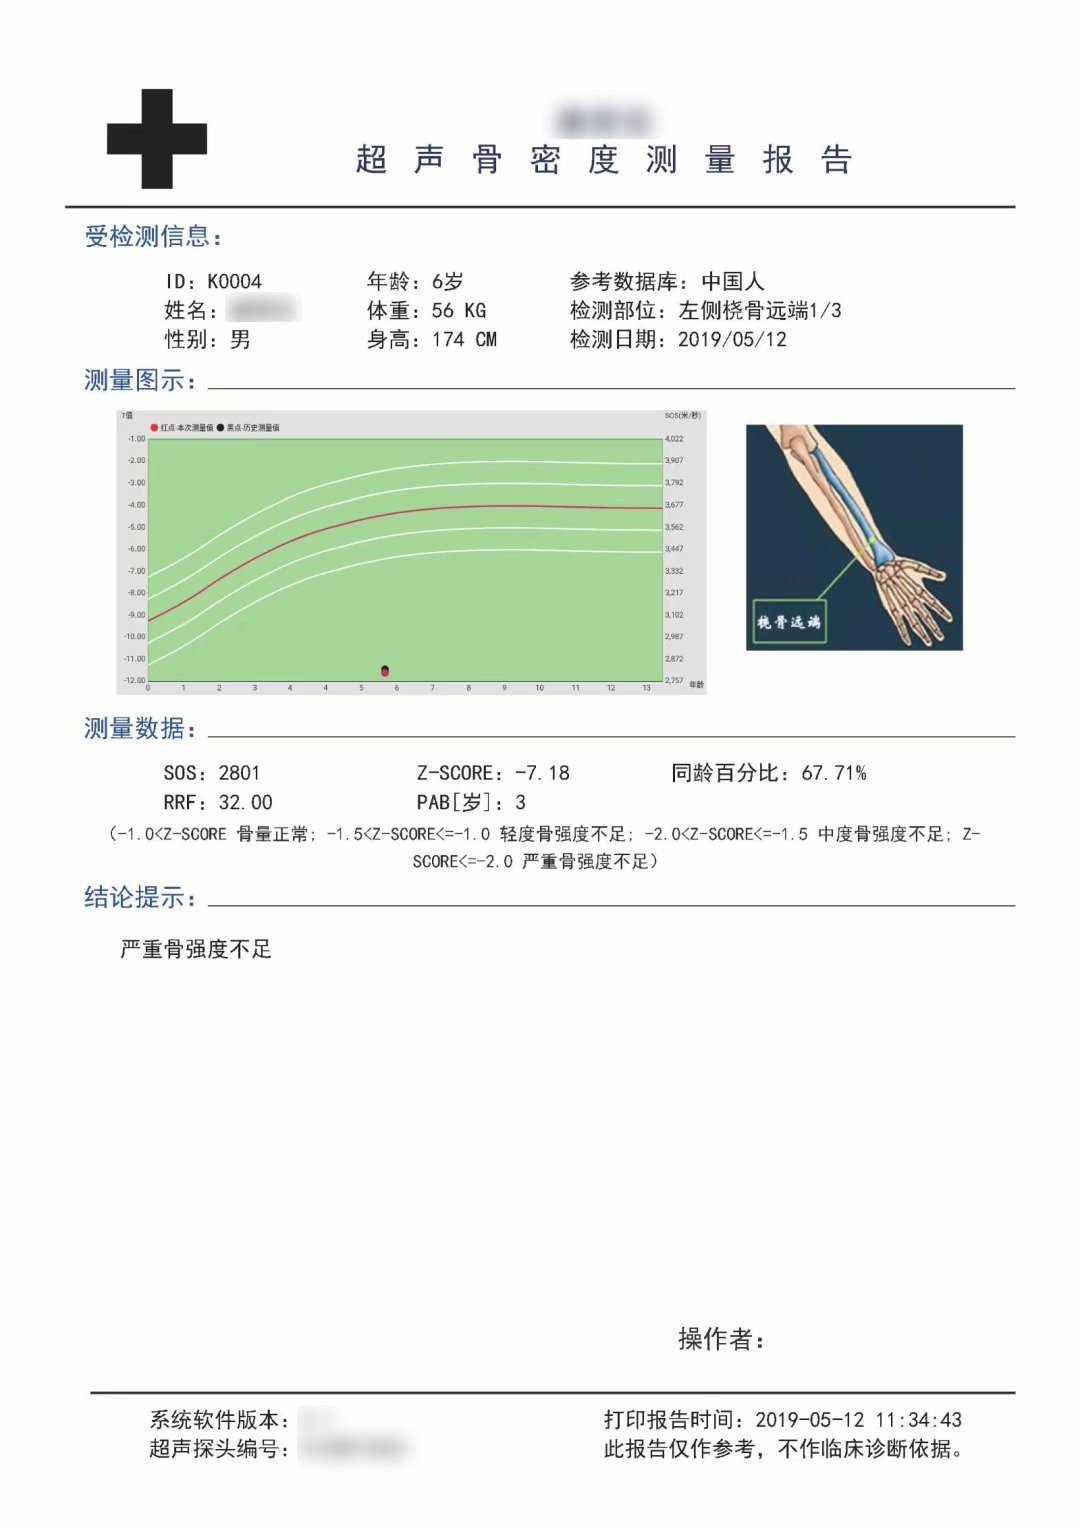 超声骨密度测量报告
受检测信息：
ID：K0004 年龄：6岁 参考数据库：中国人
姓名： 体重：56 KG 检测部位：左侧桡骨远端1/3
性别：男 身高：174 CM 检测日期：2019/05/12
测量图示：
T值 SOS(米/秒)
红点-本次测量值 黑点-历史测量值
-1.00 4,022
-2.00 3,907
-3.00 3,792
-4.00 3,677
-5.00 3,562
-6.00 3,447
-7.00 3,332
-8.00 3,217
-9.00 3,102
-10.00 2,987
-11.00 2,872
-12.00 2,757
0 1 2 3 4 4 5 6 7 8 9 10 11 12 13 年龄
桡骨远端
测量数据：
SOS：2801 Z-SCORE：-7.18 同龄百分比：67.71%
RRF：32.00 PAB[岁]：3
（-1.0<Z-SCORE 骨量正常；-1.5<Z-SCORE<=-1.0 轻度骨强度不足；-2.0<Z-SCORE<=-1.5 中度骨强度不足；Z-
SCORE<=-2.0 严重骨强度不足）
结论提示：
严重骨强度不足
操作者：
系统软件版本： 打印报告时间：2019-05-12 11:34:43
超声探头编号： 此报告仅作参考，不作临床诊断依据。